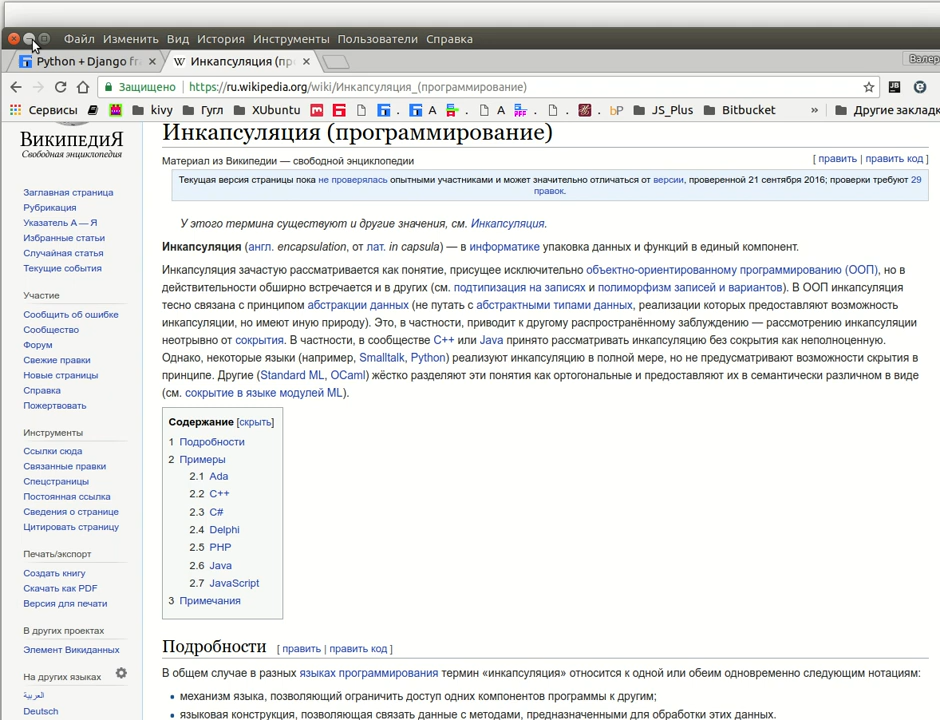 Файл Изменить Вид История Инструменты Пользователи Справка
Python + Django fr
Инкапсуляция (пр
Валер
Защищено https://ru.wikipedia.org/wiki/Инкапсуляция_(программирование)
Сервисы kivy Гугл XUbuntu . . A . A . . bP JS_Plus Bitbucket » Другие заклад
ВИКИПЕДИЯ
Свободная энциклопедия
Заглавная страница
Рубрикация
Указатель А — Я
Избранные статьи
Случайная статья
Текущие события
Участие
Сообщить об ошибке
Сообщество
Форум
Свежие правки
Новые страницы
Справка
Пожертвовать
Инструменты
Ссылки сюда
Связанные правки
Спецстраницы
Постоянная ссылка
Сведения о странице
Цитировать страницу
Печать/экспорт
Создать книгу
Скачать как PDF
Версия для печати
В других проектах
Элемент Викиданных
На других языках
العربية
Deutsch
Инкапсуляция (программирование)
Материал из Википедии — свободной энциклопедии
[ править | править код ]
Текущая версия страницы пока не проверялась опытными участниками и может значительно отличаться от версии, проверенной 21 сентября 2016; проверки требуют 29
правок.
У этого термина существуют и другие значения, см. Инкапсуляция.
Инкапсуляция (англ. encapsulation, от лат. in capsula) — в информатике упаковка данных и функций в единый компонент.
Инкапсуляция зачастую рассматривается как понятие, присущее исключительно объектно-ориентированному программированию (ООП), но в
действительности обширно встречается и в других (см. подтипизация на записях и полиморфизм записей и вариантов). В ООП инкапсуляция
тесно связана с принципом абстракции данных (не путать с абстрактными типами данных, реализации которых предоставляют возможность
инкапсуляции, но имеют иную природу). Это, в частности, приводит к другому распространённому заблуждению — рассмотрению инкапсуляции
неотрывно от сокрытия. В частности, в сообществе C++ или Java принято рассматривать инкапсуляцию без сокрытия как неполноценную.
Однако, некоторые языки (например, Smalltalk, Python) реализуют инкапсуляцию в полной мере, но не предусматривают возможности скрытия в
принципе. Другие (Standard ML, OCaml) жёстко разделяют эти понятия как ортогональные и предоставляют их в семантически различном в виде
(см. сокрытие в языке модулей ML).
Содержание [скрыть]
1 Подробности
2 Примеры
2.1 Ada
2.2 C++
2.3 C#
2.4 Delphi
2.5 PHP
2.6 Java
2.7 JavaScript
3 Примечания
Подробности [ править | править код ]
В общем случае в разных языках программирования термин «инкапсуляция» относится к одной или обеим одновременно следующим нотациям:
• механизм языка, позволяющий ограничить доступ одних компонентов программы к другим;
• языковая конструкция, позволяющая связать данные с методами, предназначенными для обработки этих данных.